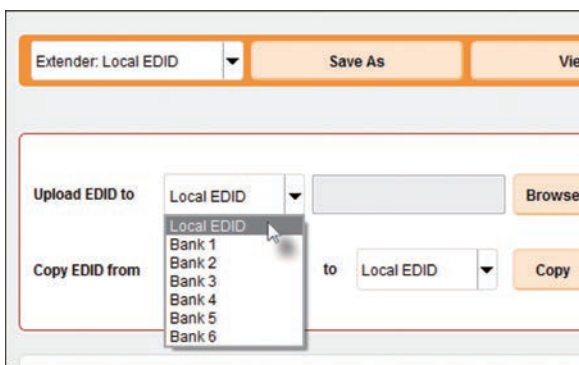 Extender: Local EDID Save As Vie
Upload EDID to Local EDID Browse
Local EDID
Bank 1
Bank 2
Copy EDID from Bank 3 to Local EDID Copy
Bank 4
Bank 5
Bank 6